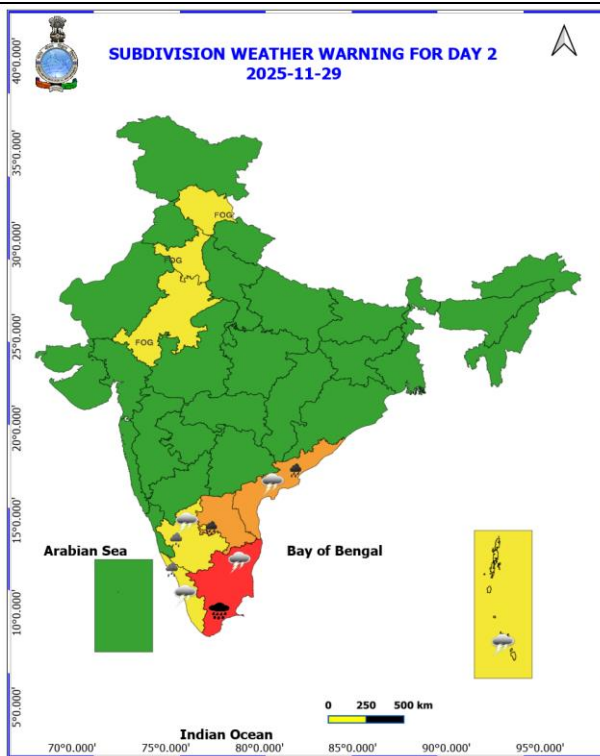 SUBDIVISION WEATHER WARNING FOR DAY 2
2025-11-29
40°0.000'
35°0.000'
30°0.000'
25°0.000'
20°0.000'
15°0.000'
10°0.000'
5°0.000'
FOG
FOG
FOG
Arabian Sea
Bay of Bengal
0 250 500 km
Indian Ocean
70°0.000' 75°0.000' 80°0.000' 85°0.000' 90°0.000' 95°0.000'